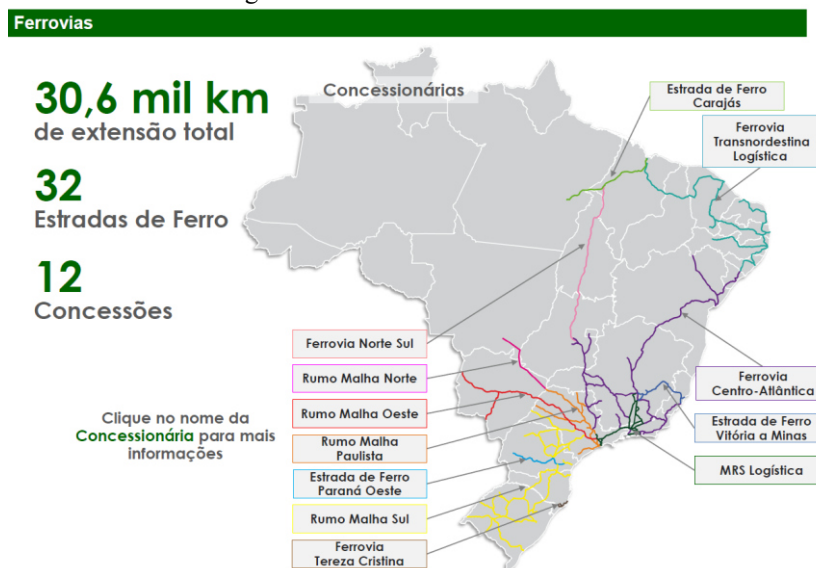 Ferrovias
30,6 mil km
de extensão total
32
Estradas de Ferro
12
Concessões
Clique no nome da
Concessionária para mais
informações
Concessionárias
Estrada de Ferro
Carajás
Ferrovia
Transnordestina
Logística
Ferrovia Norte Sul
Rumo Malha Norte
Rumo Malha Oeste
Rumo Malha
Paulista
Estrada de Ferro
Paraná Oeste
Rumo Malha Sul
Ferrovia
Tereza Cristina
Ferrovia
Centro-Atlântica
Estrada de Ferro
Vitória a Minas
MRS Logística